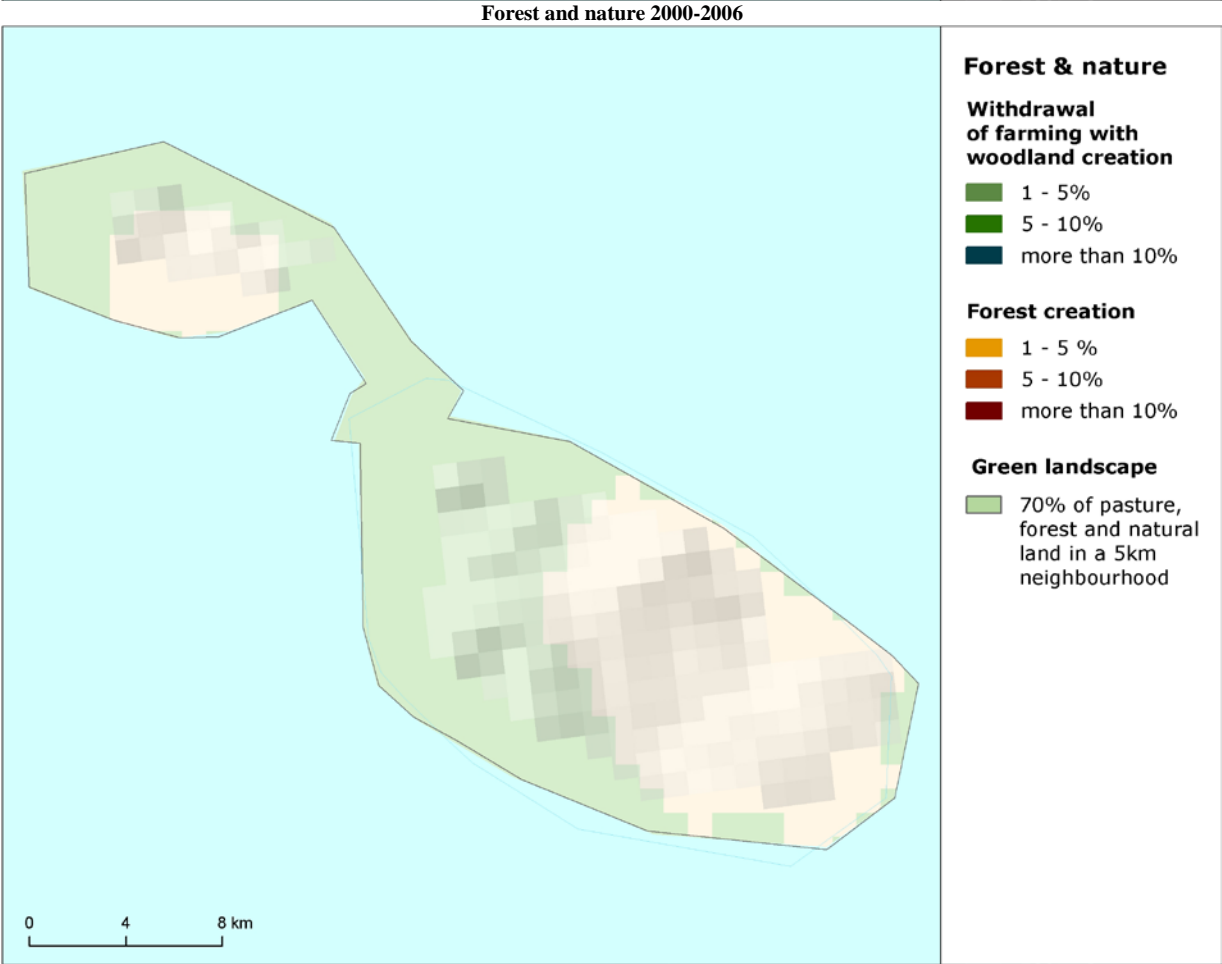 Forest and nature 2000-2006
Forest & nature
Withdrawal
of farming with
woodland creation
1 - 5%
5 - 10%
more than 10%
Forest creation
1 - 5 %
5 - 10%
more than 10%
Green landscape
70% of pasture,
forest and natural
land in a 5km
neighbourhood
0 4 8 km